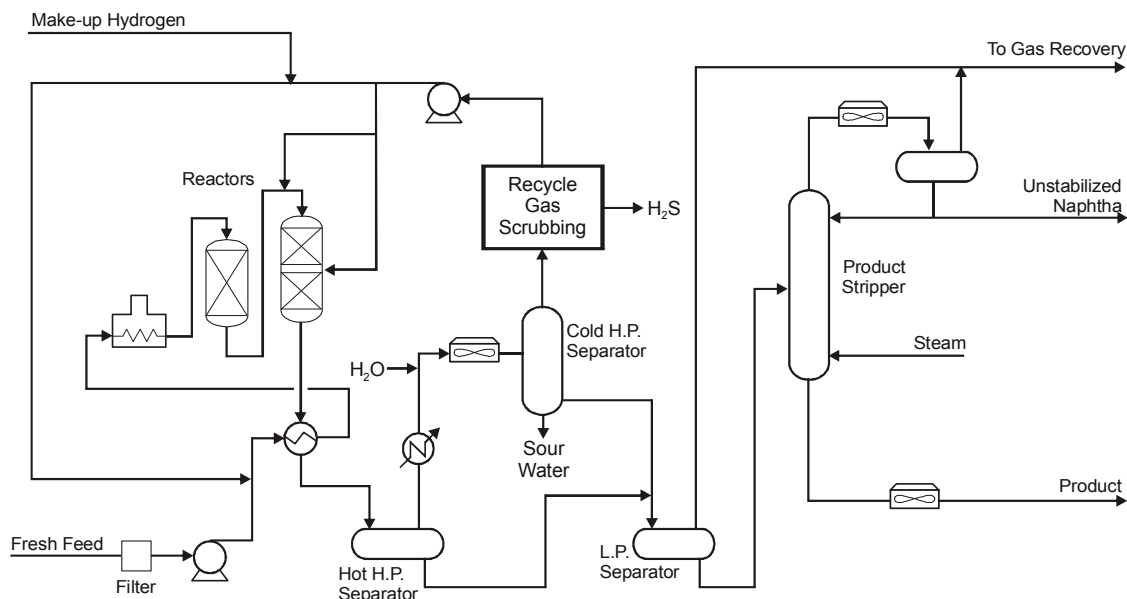 Make-up Hydrogen
To Gas Recovery
Reactors
Recycle
Gas
Scrubbing
H₂S
Unstabilized
Naphtha
Product
Stripper
Cold H.P.
Separator
Steam
H₂O
Sour
Water
Product
Fresh Feed
Filter
Hot H.P.
Separator
L.P.
Separator